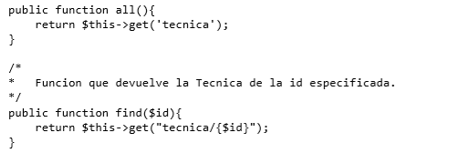 public function all(){
    return $this->get('tecnica');
}
/*
*   Funcion que devuelve la Tecnica de la id especificada.
*/
public function find($id){
    return $this->get("tecnica/{$id}");
}